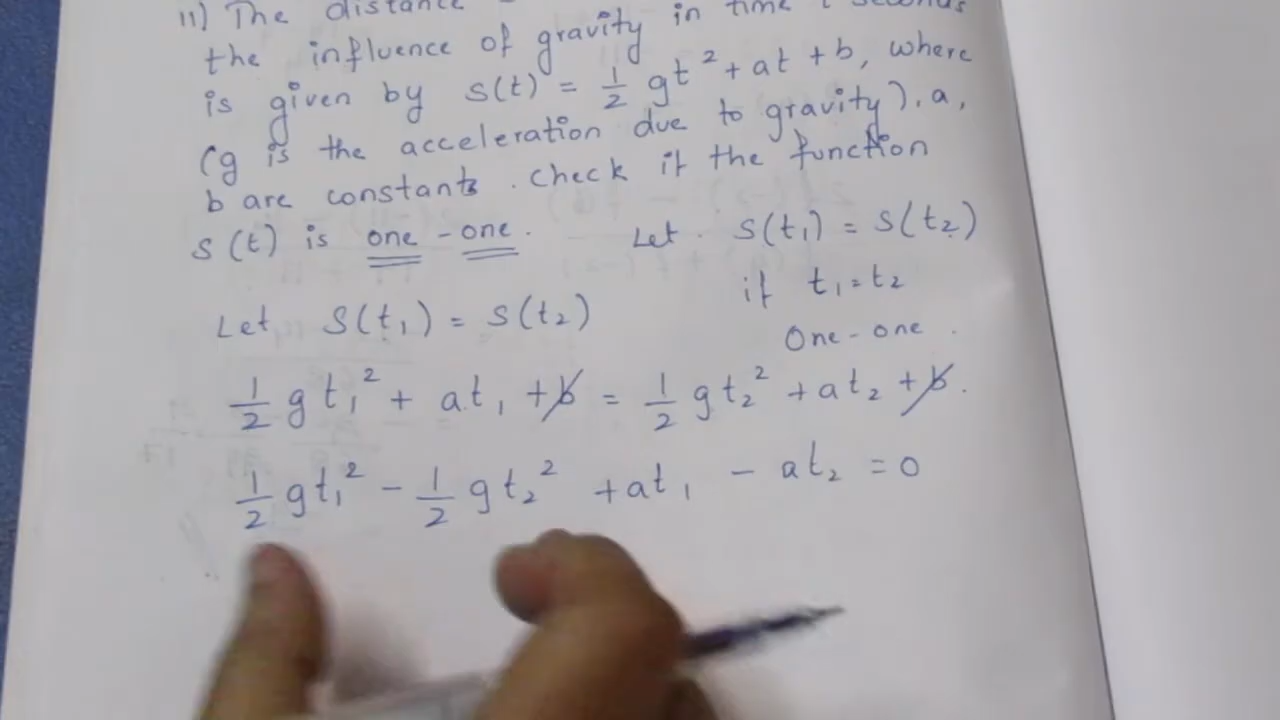 11) The distance
the influence of gravity in time t seconds
is given by s(t) = 1/2 gt² + at + b, where
(g is the acceleration due to gravity), a,
b are constants. Check if the function
s(t) is one-one.
Let s(t₁) = s(t₂)
if t₁ = t₂
One-one.
Let S(t₁) = S(t₂)
1/2 g t₁² + at₁ + b = 1/2 g t₂² + at₂ + b.
1/2 gt₁² - 1/2 gt₂² + at₁ - at₂ = 0